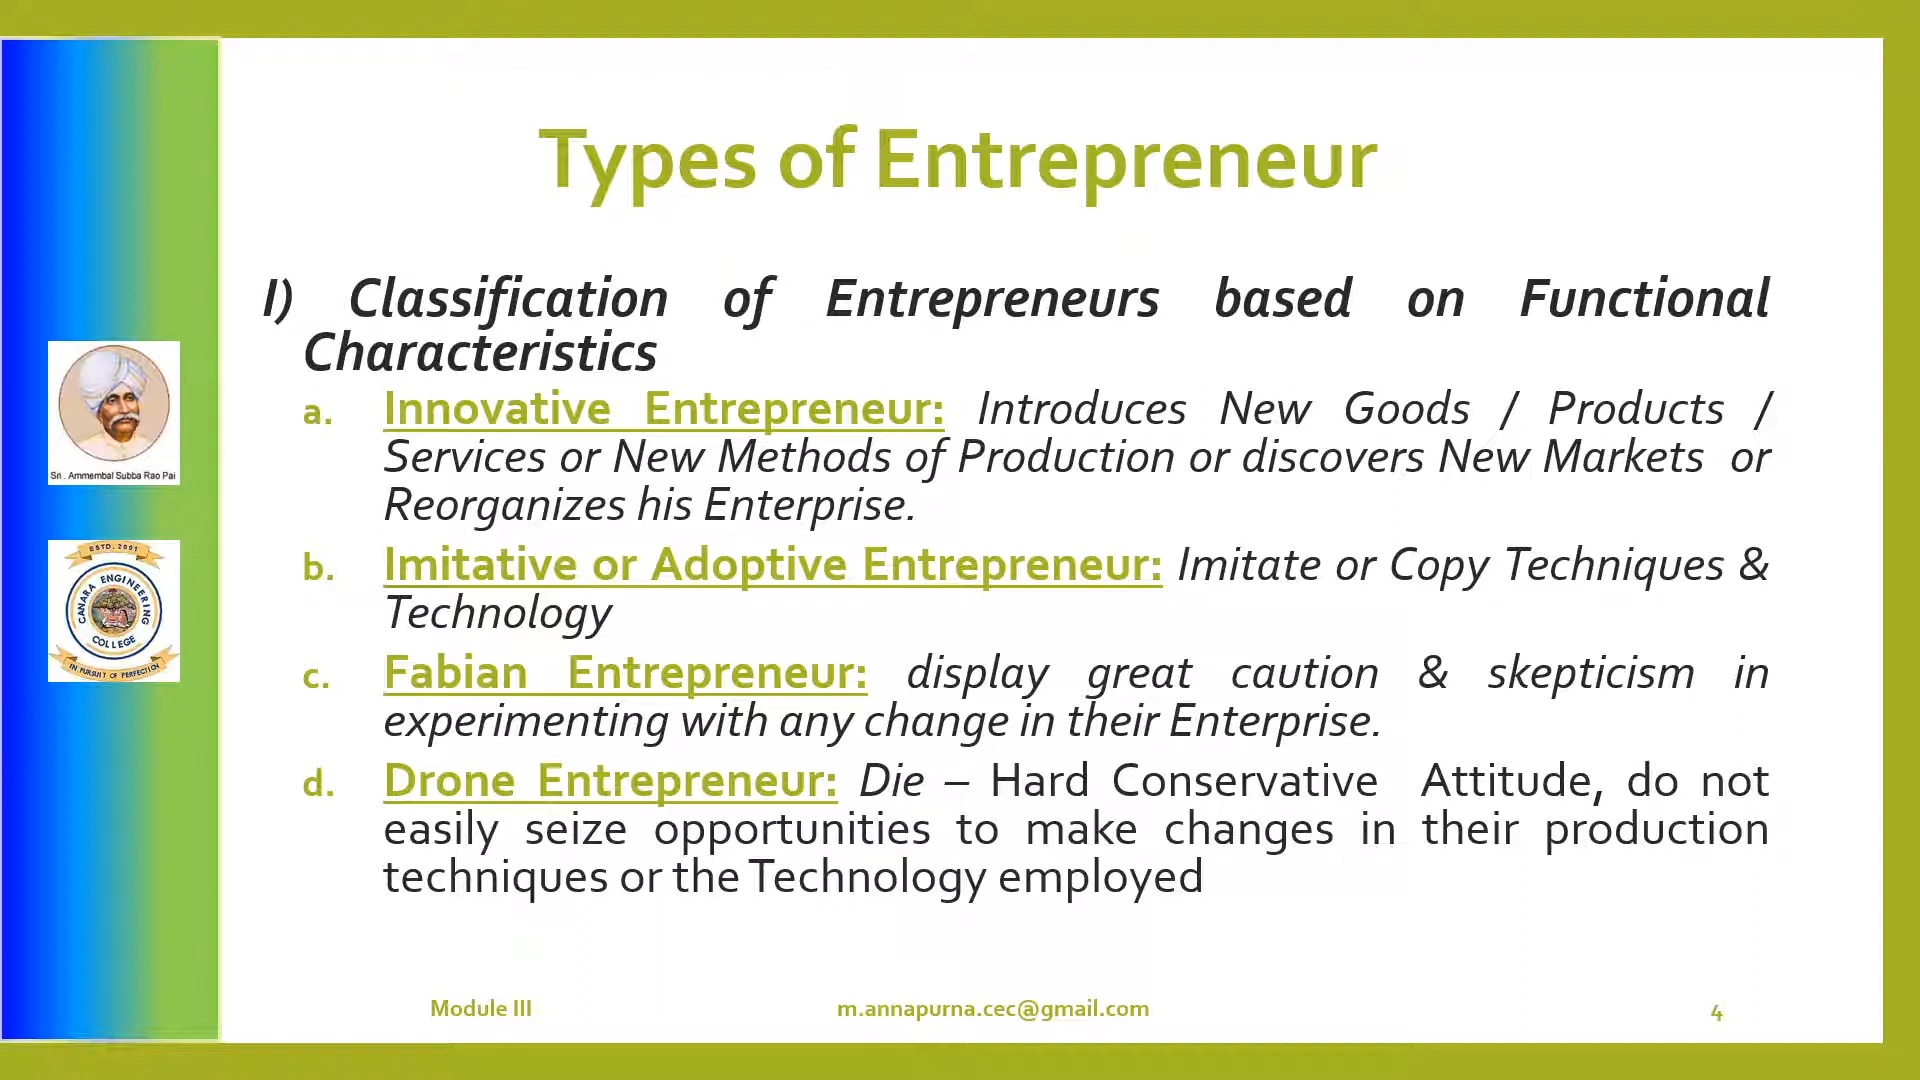 Types of Entrepreneur
I) Classification of Entrepreneurs based on Functional
Characteristics
a. Innovative Entrepreneur: Introduces New Goods / Products /
Services or New Methods of Production or discovers New Markets or
Reorganizes his Enterprise.
b. Imitative or Adoptive Entrepreneur: Imitate or Copy Techniques &
Technology
c. Fabian Entrepreneur: display great caution & skepticism in
experimenting with any change in their Enterprise.
d. Drone Entrepreneur: Die – Hard Conservative Attitude, do not
easily seize opportunities to make changes in their production
techniques or the Technology employed
Sri . Ammembal Subba Rao Pai
ESTD. 2001
CANARA ENGINEERING
COLLEGE
IN PURSUIT OF PERFECTION
Module III
m.annapurna.cec@gmail.com
4